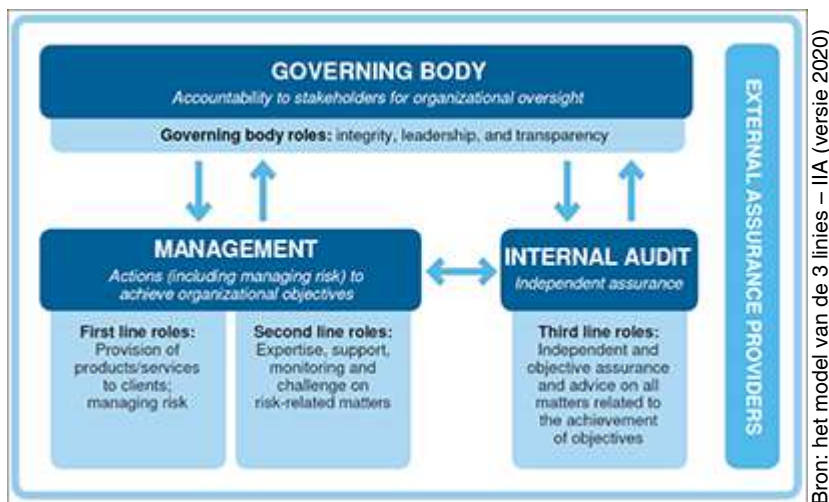 GOVERNING BODY
Accountability to stakeholders for organizational oversight
Governing body roles: integrity, leadership, and transparency
MANAGEMENT
Actions (including managing risk) to
achieve organizational objectives
First line roles:
Provision of
products/services
to clients;
managing risk
Second line roles:
Expertise, support,
monitoring and
challenge on
risk-related matters
INTERNAL AUDIT
Independent assurance
Third line roles:
Independent and
objective assurance
and advice on all
matters related to
the achievement
of objectives
EXTERNAL ASSURANCE PROVIDERS
Bron: het model van de 3 linies – IIA (versie 2020)